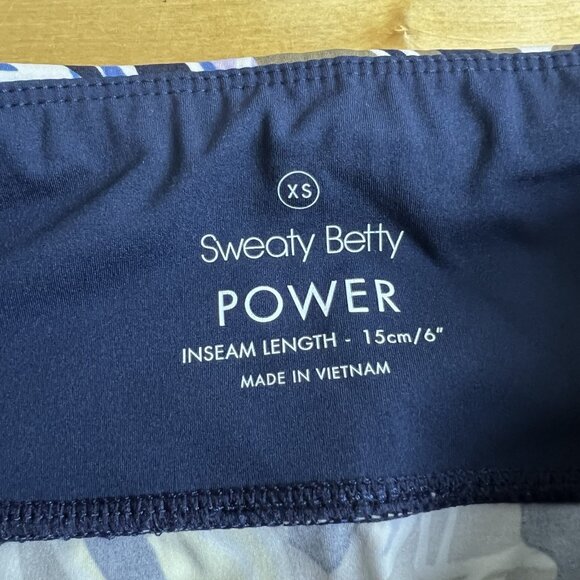 XS
Sweaty Betty
POWER
INSEAM LENGTH - 15cm/6"
MADE IN VIETNAM